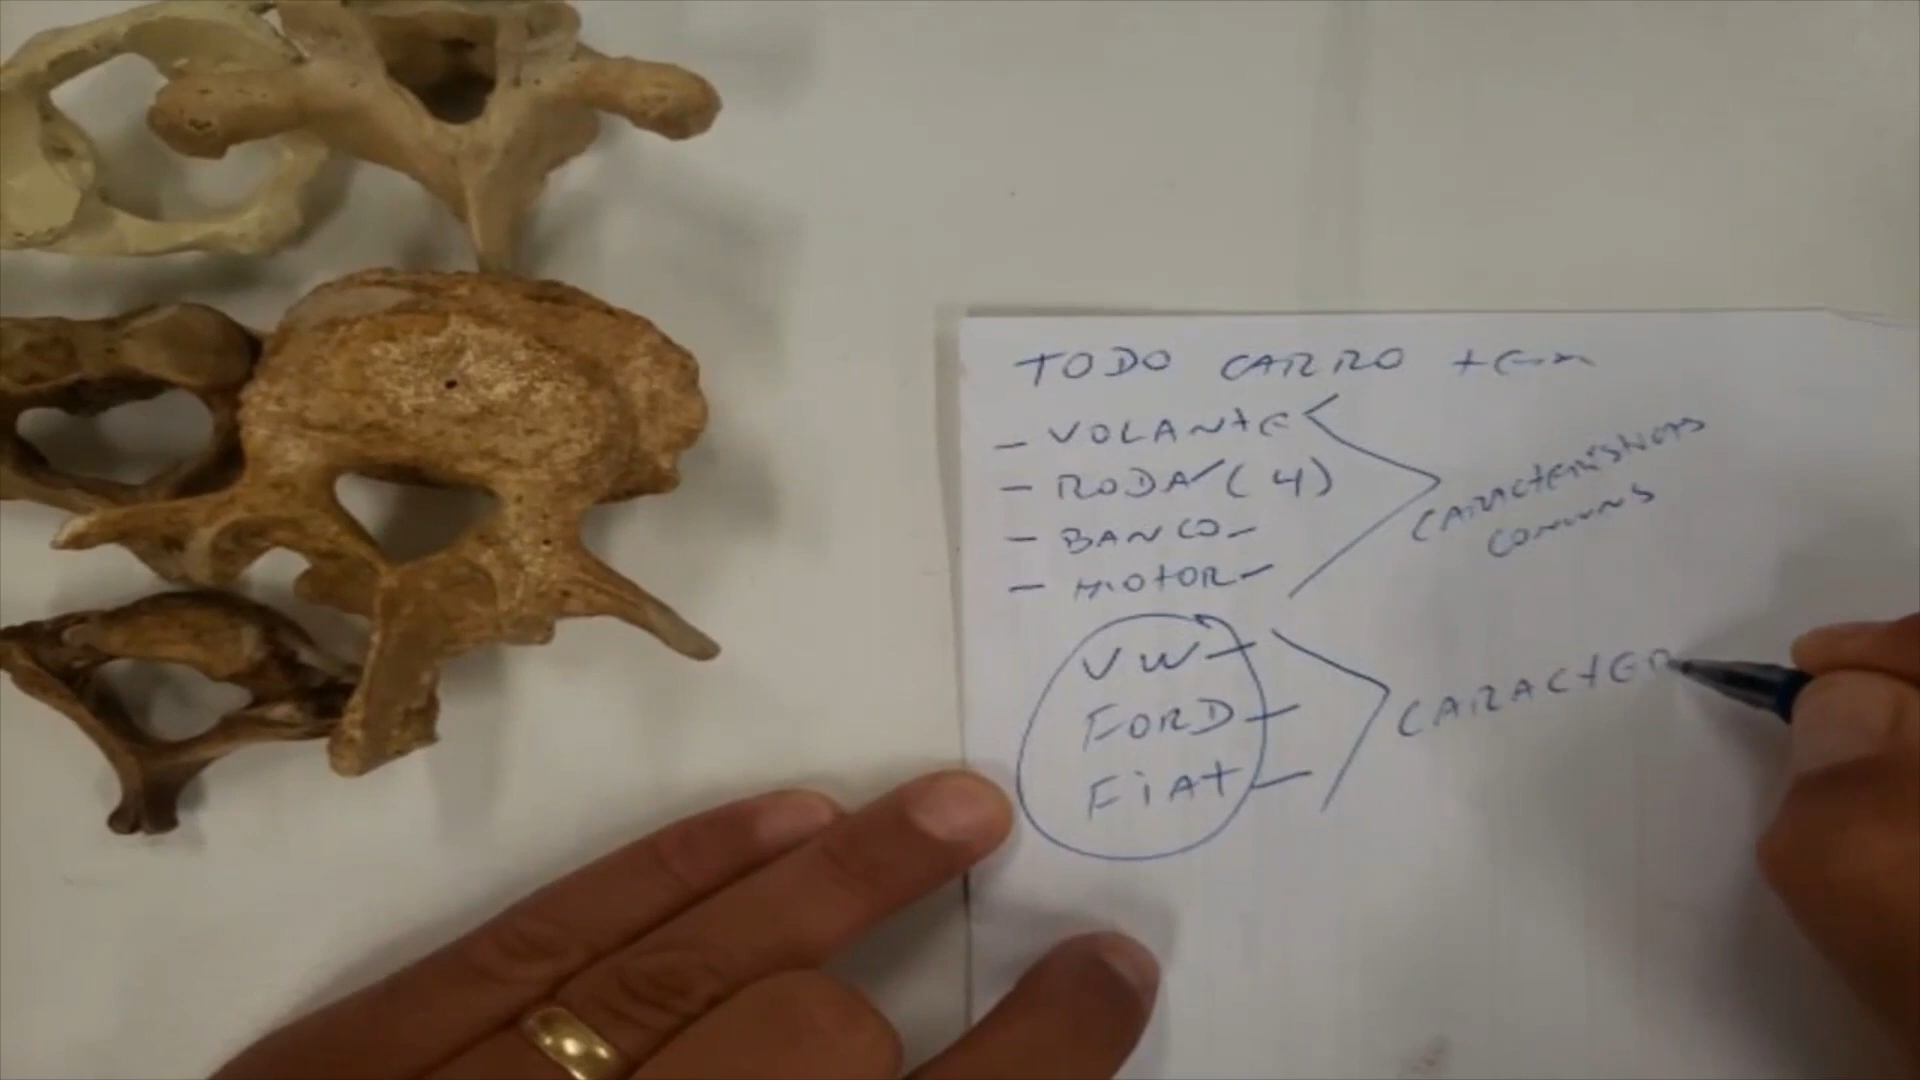 TODO CARRO tem
- VOLANTE
- RODA (4)
- BANCO -
- MOTOR -
CARACTERÍSTICAS
COMUNS
VW -
FORD -
FiAT -
CARACTER